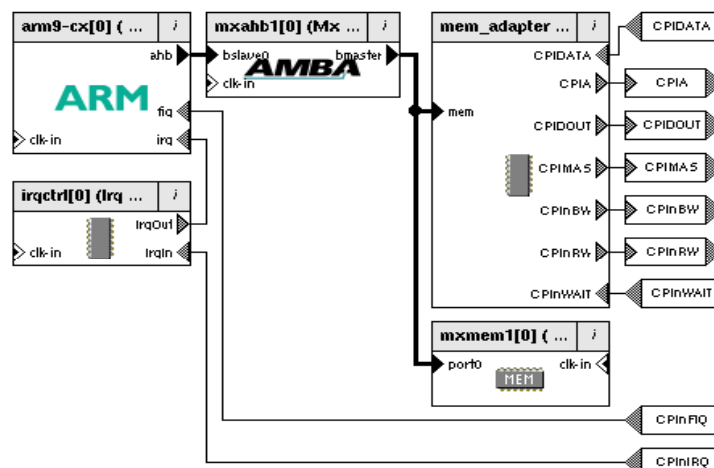 arm9-cx[0] ( ... i
ahb
ARM
fiq
clk-in
irq
mxahb1[0] (Mx ... i
bslave0
bmaster
AMBA
clk-in
mem_adapter ... i
CPIDATA
CPIA
mem
CPIDOUT
CPIMAS
CPInBW
CPInRW
CPInWAIT
CPIDATA
CPIA
CPIDOUT
CPIMAS
CPInBW
CPInRW
CPInWAIT
irqctrl[0] (Irq ... i
IrqOut
clk-in
IrqIn
mxmem1[0] ( ... i
port0
clk-in
MEM
CPInFIQ
CPInIRQ